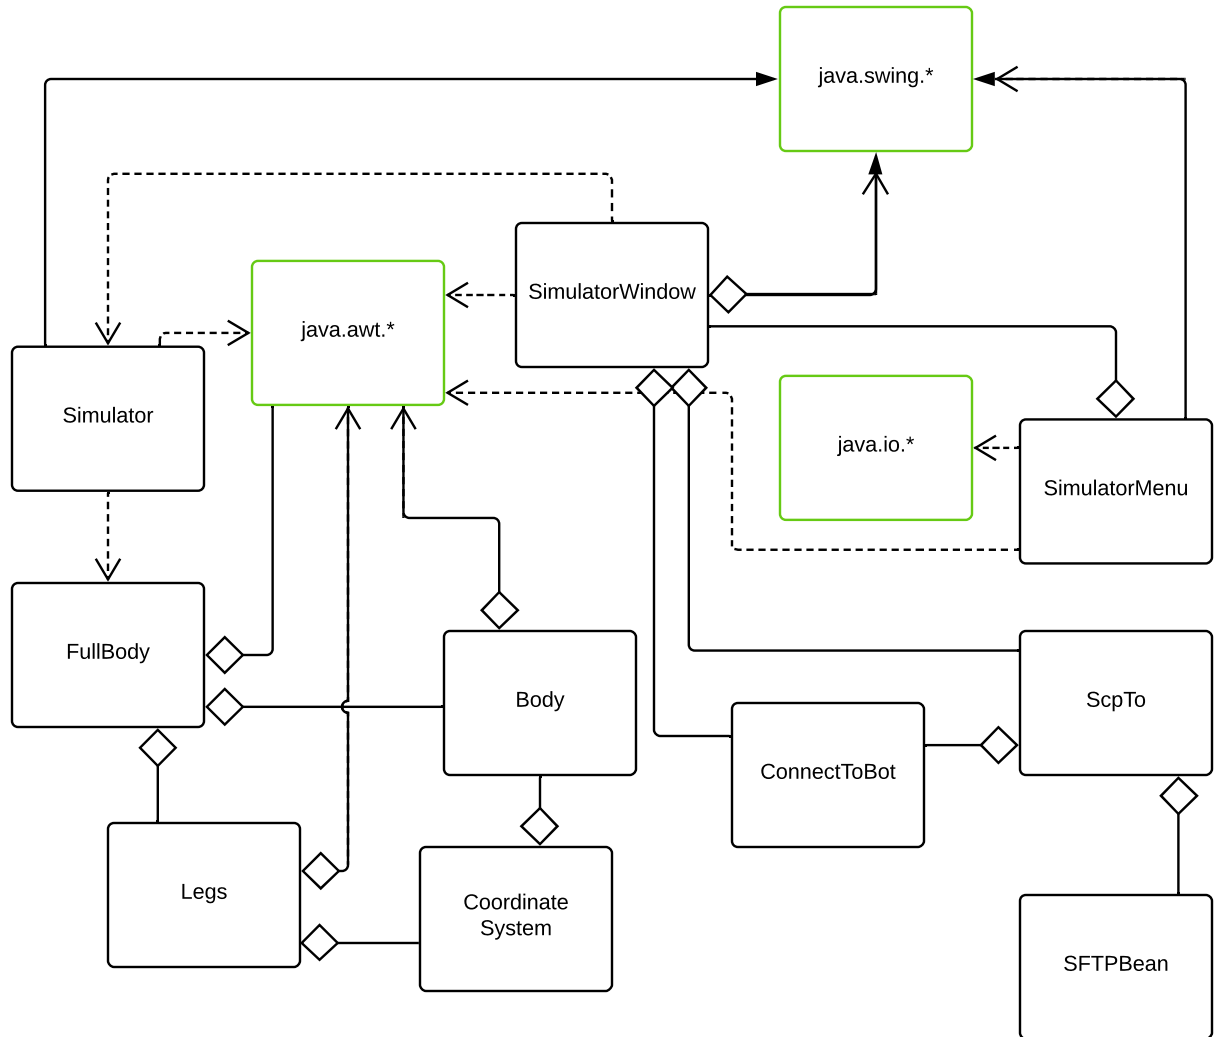 java.swing.*
SimulatorWindow
java.awt.*
Simulator
java.io.*
SimulatorMenu
FullBody
Body
ScpTo
ConnectToBot
Legs
Coordinate
System
SFTPBean